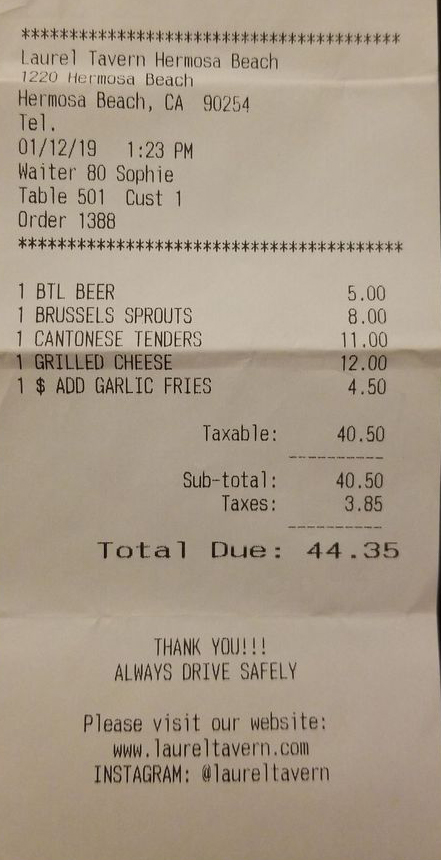 ****************************************
Laurel Tavern Hermosa Beach
1220 Hermosa Beach
Hermosa Beach, CA 90254
Tel.
01/12/19 1:23 PM
Waiter 80 Sophie
Table 501 Cust 1
Order 1388
****************************************
1 BTL BEER 5.00
1 BRUSSELS SPROUTS 8.00
1 CANTONESE TENDERS 11.00
1 GRILLED CHEESE 12.00
1 $ ADD GARLIC FRIES 4.50
Taxable: 40.50
----------
Sub-total: 40.50
Taxes: 3.85
----------
Total Due: 44.35
THANK YOU!!!
ALWAYS DRIVE SAFELY
Please visit our website:
www.laureltavern.com
INSTAGRAM: @laureltavern